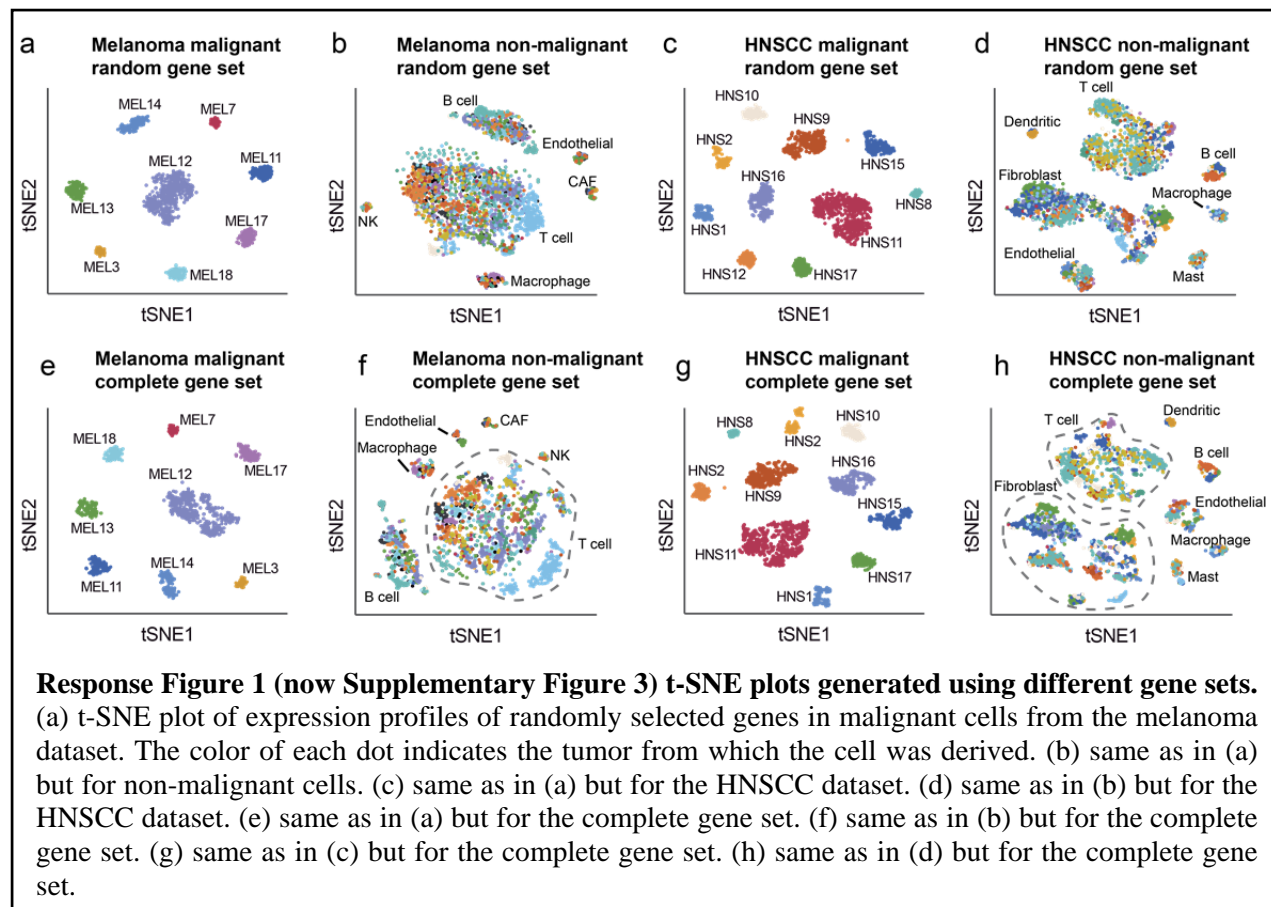 a
Melanoma malignant
random gene set
MEL14
MEL7
MEL12
MEL11
MEL13
MEL17
MEL3
MEL18
tSNE2
tSNE1
b
Melanoma non-malignant
random gene set
B cell
Endothelial
CAF
NK
T cell
Macrophage
tSNE2
tSNE1
c
HNSCC malignant
random gene set
HNS10
HNS9
HNS2
HNS15
HNS16
HNS8
HNS1
HNS11
HNS12
HNS17
tSNE2
tSNE1
d
HNSCC non-malignant
random gene set
T cell
Dendritic
B cell
Fibroblast
Macrophage
Endothelial
Mast
tSNE2
tSNE1
e
Melanoma malignant
complete gene set
MEL7
MEL18
MEL12
MEL17
MEL13
MEL14
MEL11
MEL3
tSNE2
tSNE1
f
Melanoma non-malignant
complete gene set
Endothelial
CAF
Macrophage
NK
T cell
B cell
tSNE2
tSNE1
g
HNSCC malignant
complete gene set
HNS8
HNS10
HNS2
HNS16
HNS2
HNS9
HNS15
HNS11
HNS17
HNS1
tSNE2
tSNE1
h
HNSCC non-malignant
complete gene set
T cell
Dendritic
B cell
Fibroblast
Endothelial
Macrophage
Mast
tSNE2
tSNE1
Response Figure 1 (now Supplementary Figure 3) t-SNE plots generated using different gene sets.
(a) t-SNE plot of expression profiles of randomly selected genes in malignant cells from the melanoma
dataset. The color of each dot indicates the tumor from which the cell was derived. (b) same as in (a)
but for non-malignant cells. (c) same as in (a) but for the HNSCC dataset. (d) same as in (b) but for the
HNSCC dataset. (e) same as in (a) but for the complete gene set. (f) same as in (b) but for the complete
gene set. (g) same as in (c) but for the complete gene set. (h) same as in (d) but for the complete gene
set.